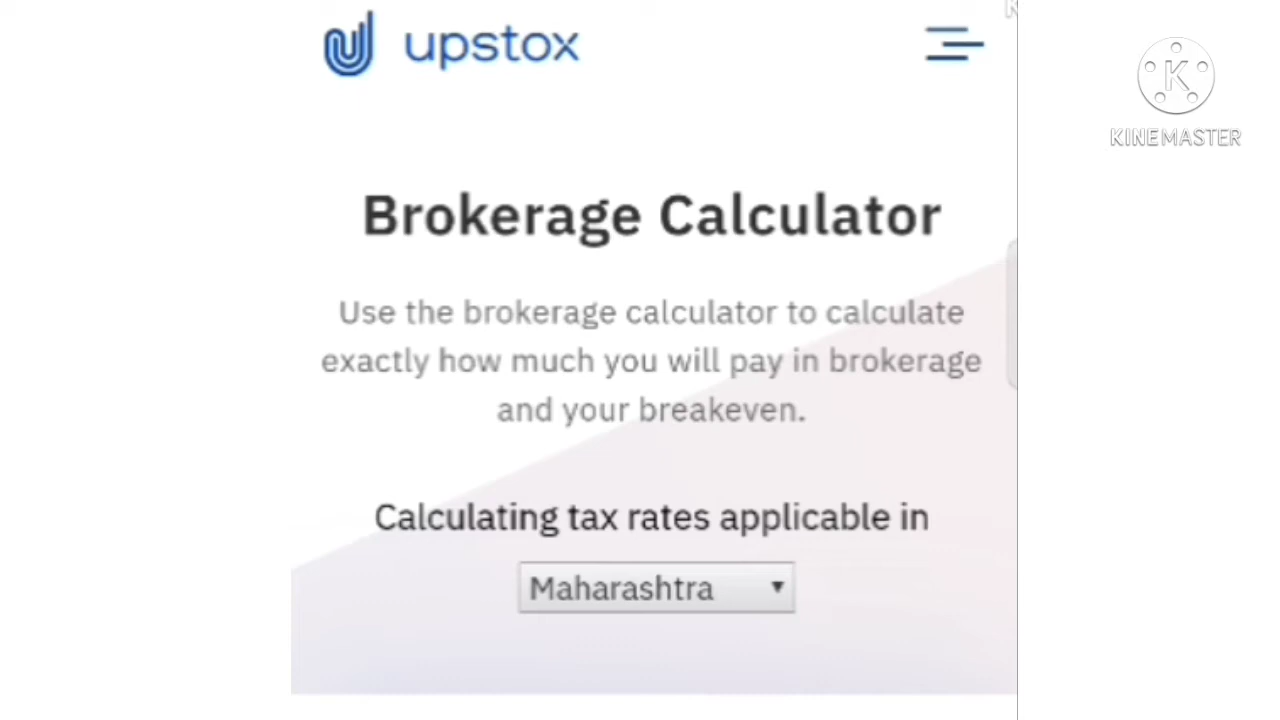 upstox
KINEMASTER
Brokerage Calculator
Use the brokerage calculator to calculate
exactly how much you will pay in brokerage
and your breakeven.
Calculating tax rates applicable in
Maharashtra